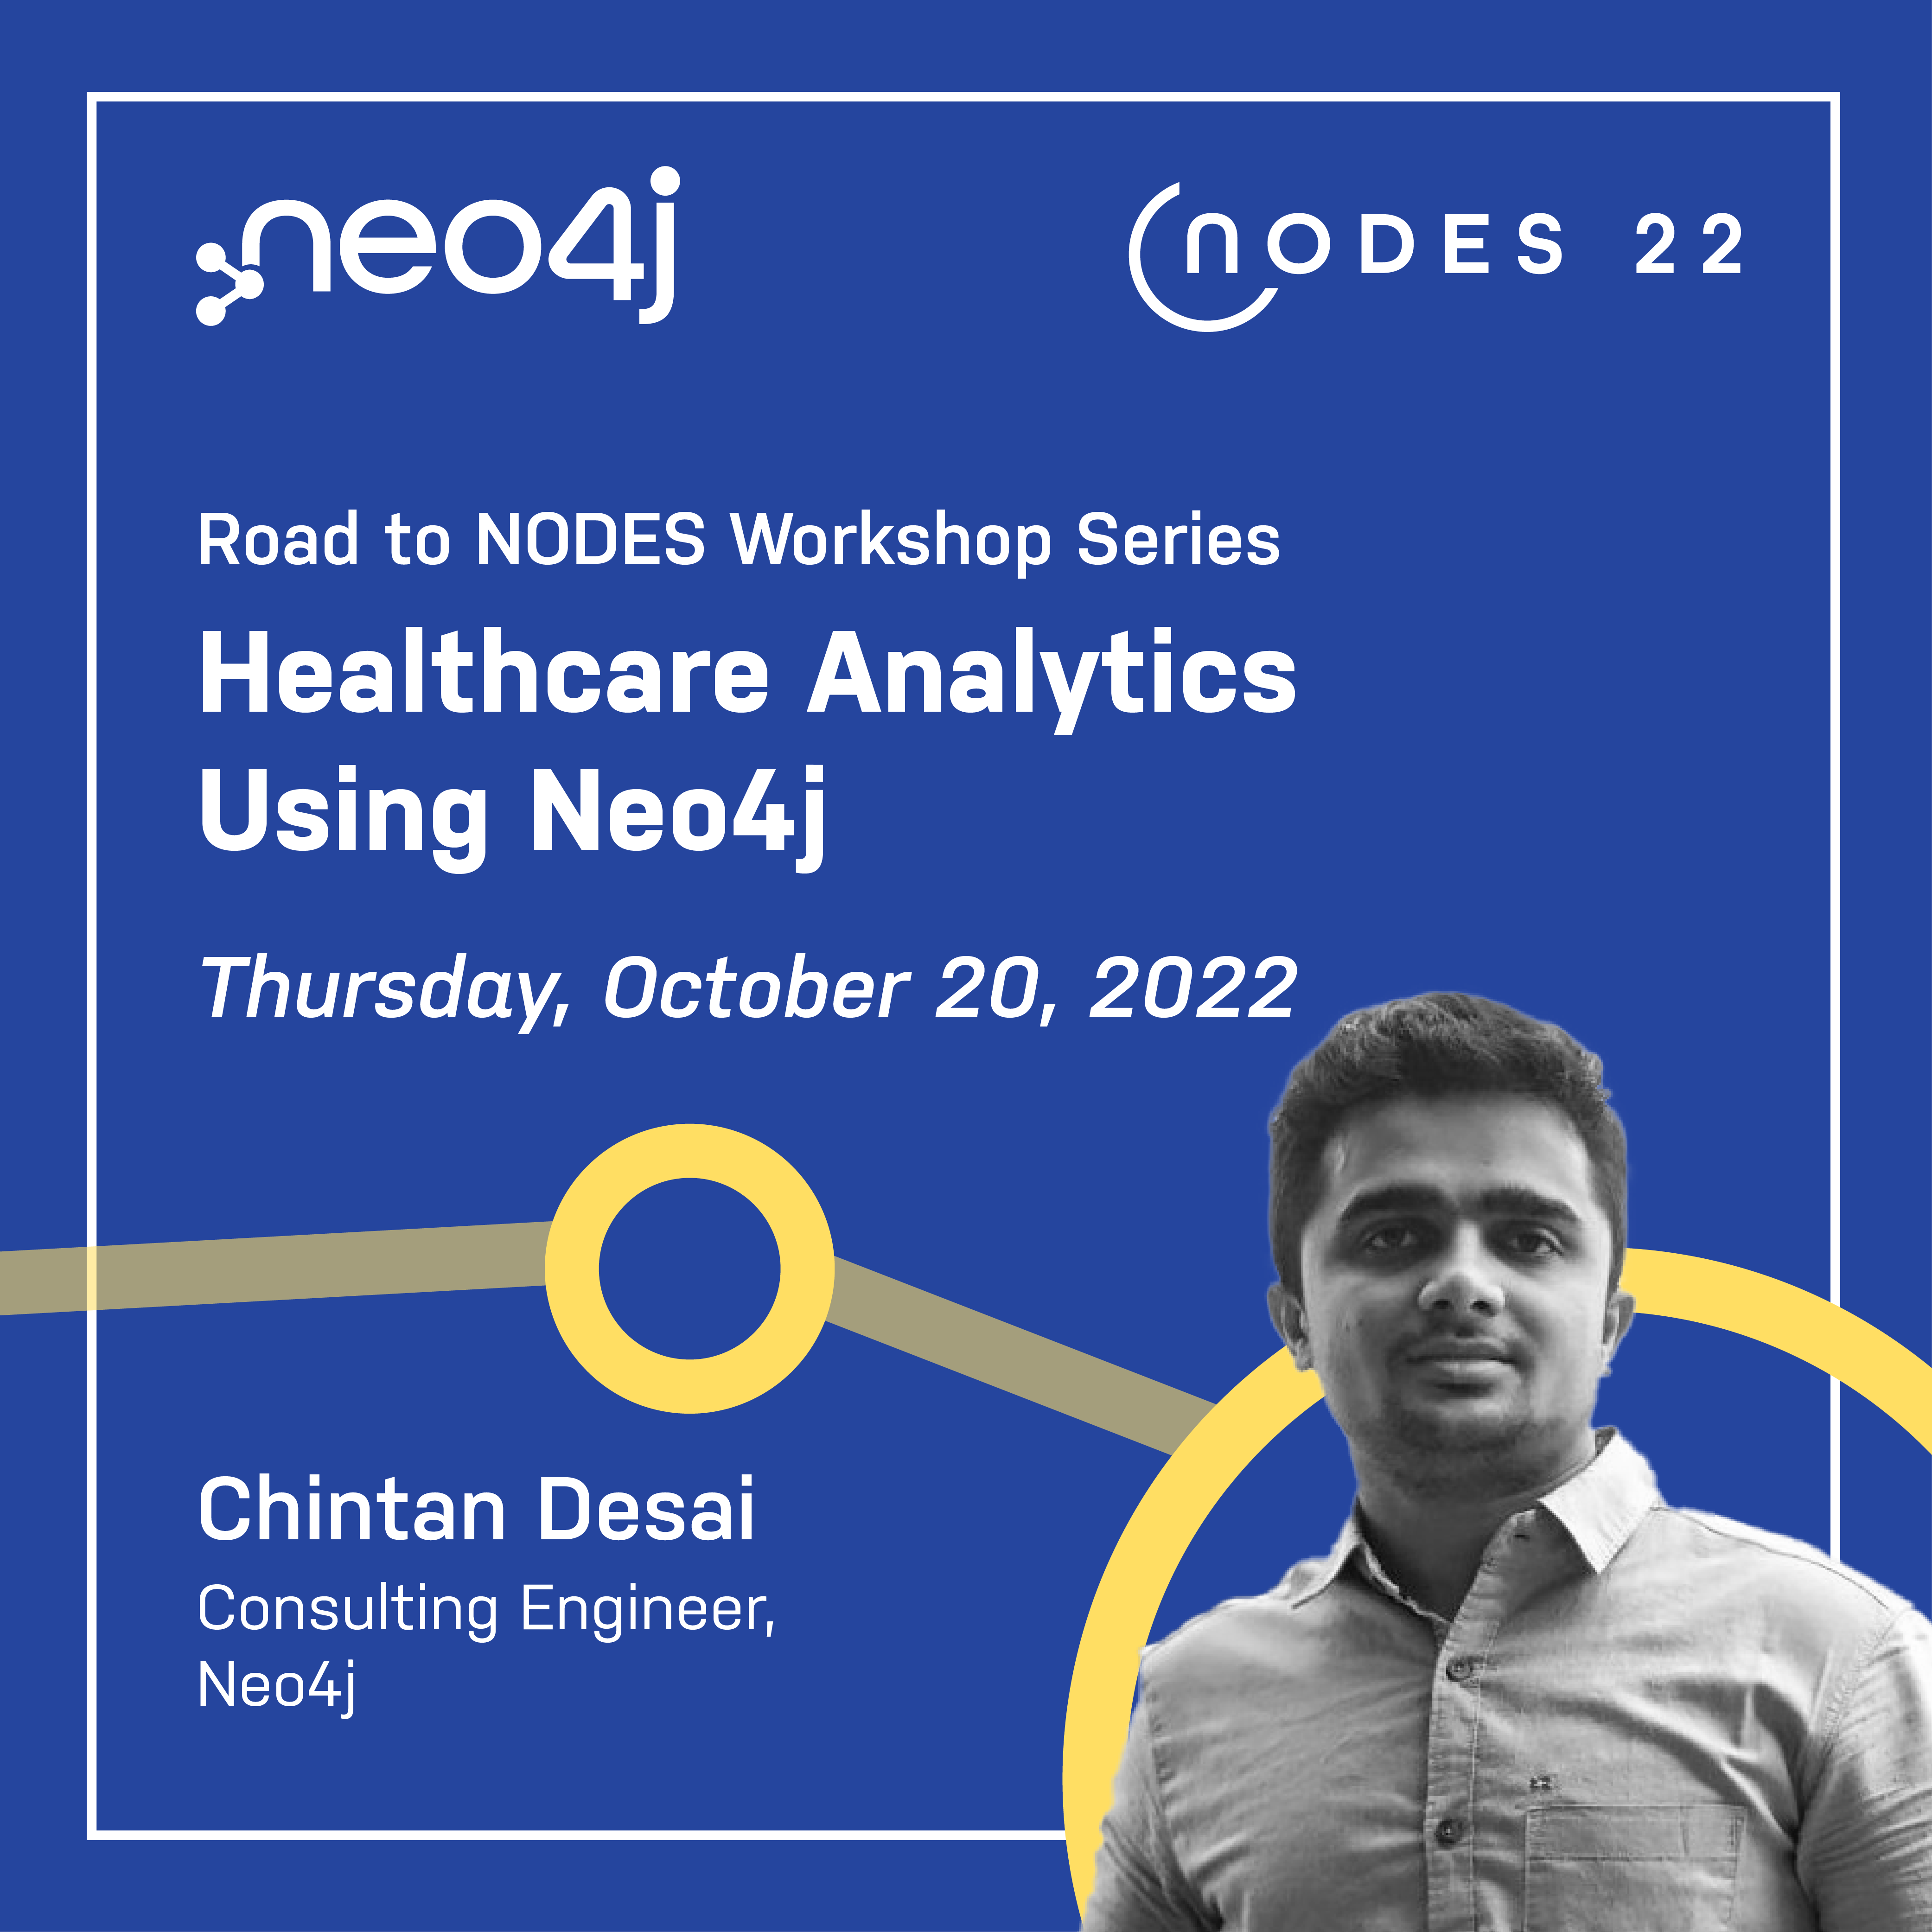 neo4j
NODES 22
Road to NODES Workshop Series
Healthcare Analytics
Using Neo4j
Thursday, October 20, 2022
Chintan Desai
Consulting Engineer,
Neo4j